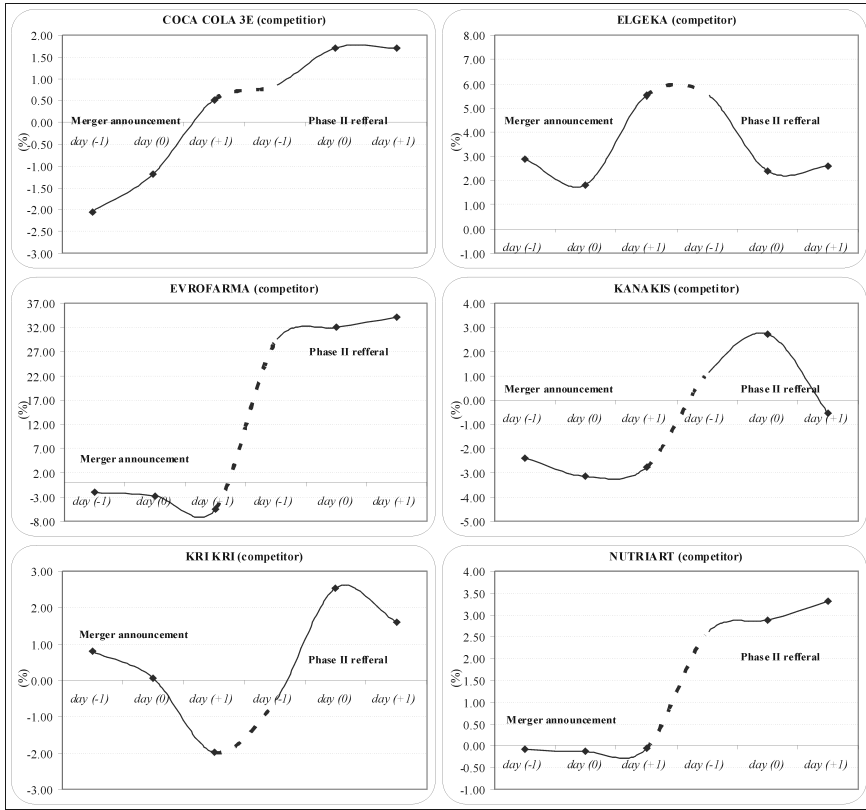 COCA COLA 3E (competitior)
2.00
1.50
1.00
0.50
0.00
-0.50
-1.00
-1.50
-2.00
-3.00
(%)
Merger announcement
Phase II refferal
day (-1) day (0) day (+1) day (-1) day (0) day (+1)
ELGEKA (competitor)
8.00
7.00
6.00
5.00
4.00
3.00
2.00
1.00
0.00
-1.00
(%)
Merger announcement
Phase II refferal
day (-1) day (0) day (+1) day (-1) day (0) day (+1)
EVROFARMA (competitor)
37.00
32.00
27.00
22.00
17.00
12.00
7.00
2.00
-3.00
-8.00
(%)
Phase II refferal
Merger announcement
day (-1) day (0) day (+1) day (-1) day (0) day (+1)
KANAKIS (competitor)
4.00
3.00
2.00
1.00
0.00
-1.00
-2.00
-3.00
-4.00
-5.00
(%)
Merger announcement
Phase II refferal
day (-1) day (0) day (+1) day (-1) day (0) day (+1)
KRI KRI (competitor)
3.00
2.00
1.00
0.00
-1.00
-2.00
-3.00
(%)
Merger announcement
Phase II refferal
day (-1) day (0) day (+1) day (-1) day (0) day (+1)
NUTRIART (competitor)
4.00
3.50
3.00
2.50
2.00
1.50
1.00
0.50
0.00
-0.50
-1.00
(%)
Phase II refferal
Merger announcement
day (-1) day (0) day (+1) day (-1) day (0) day (+1)